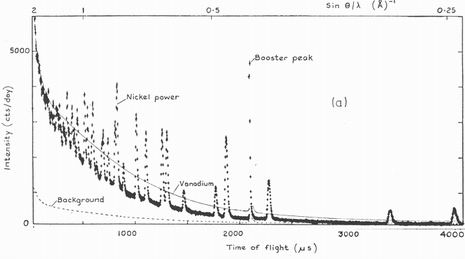 2 1 0·5 Sin θ/λ (Å)⁻¹ 0·25
5000
Booster peak
Nickel power
(a)
Intensity (cts/day)
Vanadium
Background
0
1000 2000 3000 4000
Time of flight (μs)